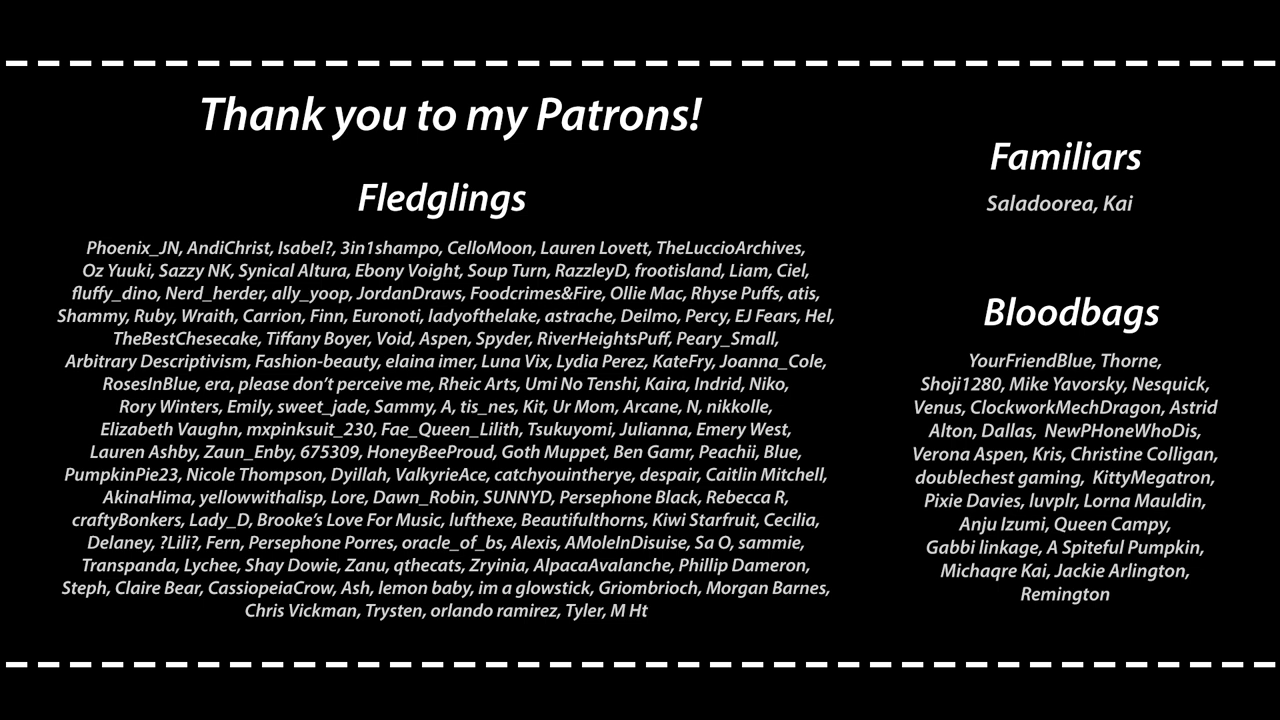 Thank you to my Patrons!
Fledglings
Phoenix_JN, AndiChrist, Isabel?, 3in1shampo, CelloMoon, Lauren Lovett, TheLuccioArchives,
Oz Yuuki, Sazzy NK, Synical Altura, Ebony Voight, Soup Turn, RazzleyD, frootisland, Liam, Ciel,
fluffy_dino, Nerd_herder, ally_yoop, JordanDraws, Foodcrimes&Fire, Ollie Mac, Rhyse Puffs, atis,
Shammy, Ruby, Wraith, Carrion, Finn, Euronoti, ladyofthelake, astrache, Deilmo, Percy, EJ Fears, Hel,
TheBestChesecake, Tiffany Boyer, Void, Aspen, Spyder, RiverHeightsPuff, Peary_Small,
Arbitrary Descriptivism, Fashion-beauty, elaina imer, Luna Vix, Lydia Perez, KateFry, Joanna_Cole,
RosesInBlue, era, please don’t perceive me, Rheic Arts, Umi No Tenshi, Kaira, Indrid, Niko,
Rory Winters, Emily, sweet_jade, Sammy, A, tis_nes, Kit, Ur Mom, Arcane, N, nikkolle,
Elizabeth Vaughn, mxpinksuit_230, Fae_Queen_Lilith, Tsukuyomi, Julianna, Emery West,
Lauren Ashby, Zaun_Enby, 675309, HoneyBeeProud, Goth Muppet, Ben Gamr, Peachii, Blue,
PumpkinPie23, Nicole Thompson, Dyillah, ValkyrieAce, catchyouintherye, despair, Caitlin Mitchell,
AkinaHima, yellowwithalisp, Lore, Dawn_Robin, SUNNYD, Persephone Black, Rebecca R,
craftyBonkers, Lady_D, Brooke’s Love For Music, lufthexe, Beautifulthorns, Kiwi Starfruit, Cecilia,
Delaney, ?Lili?, Fern, Persephone Porres, oracle_of_bs, Alexis, AMoleInDisuise, Sa O, sammie,
Transpanda, Lychee, Shay Dowie, Zanu, qthecats, Zryinia, AlpacaAvalanche, Phillip Dameron,
Steph, Claire Bear, CassiopeiaCrow, Ash, lemon baby, im a glowstick, Griombrioch, Morgan Barnes,
Chris Vickman, Trysten, orlando ramirez, Tyler, M Ht
Familiars
Saladoorea, Kai
Bloodbags
YourFriendBlue, Thorne,
Shoji1280, Mike Yavorsky, Nesquick,
Venus, ClockworkMechDragon, Astrid
Alton, Dallas, NewPHoneWhoDis,
Verona Aspen, Kris, Christine Colligan,
doublechest gaming, KittyMegatron,
Pixie Davies, luvplr, Lorna Mauldin,
Anju Izumi, Queen Campy,
Gabbi linkage, A Spiteful Pumpkin,
Michaqre Kai, Jackie Arlington,
Remington